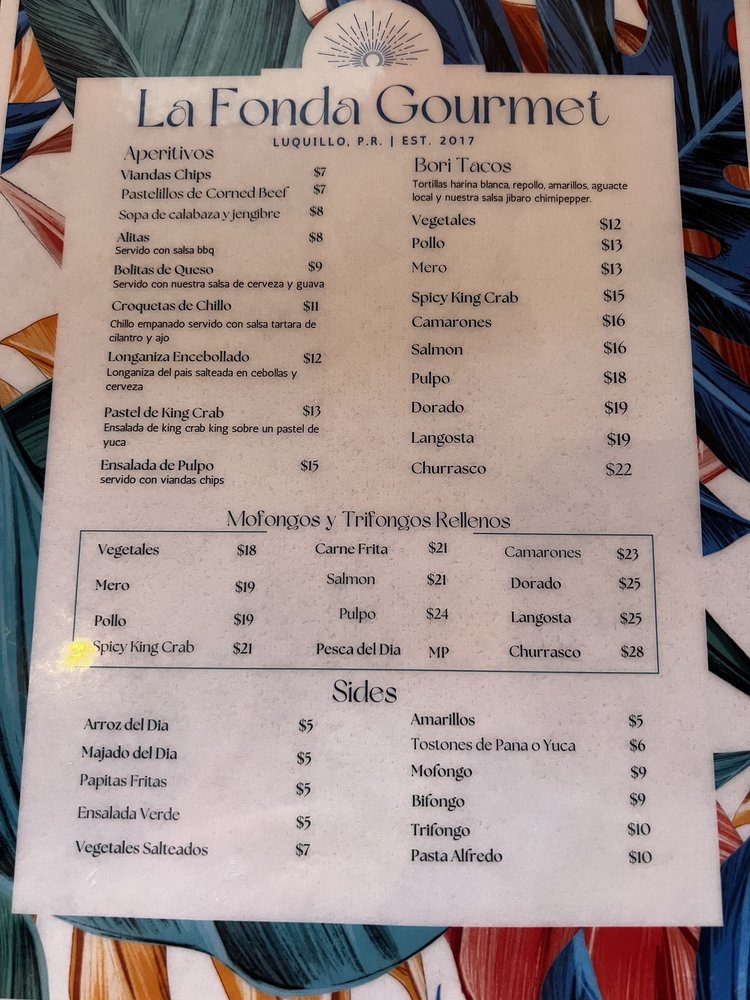 La Fonda Gourmet
LUQUILLO, P.R. | EST. 2017
Aperitivos
Viandas Chips $7
Pastelillos de Corned Beef $7
Sopa de calabaza y jengibre $8
Alitas $8
Servido con salsa bbq
Bolitas de Queso $9
Servido con nuestra salsa de cerveza y guava
Croquetas de Chillo $11
Chillo empanado servido con salsa tartara de
cilantro y ajo
Longaniza Encebollado $12
Longaniza del pais salteada en cebollas y
cerveza
Pastel de King Crab $13
Ensalada de king crab king sobre un pastel de
yuca
Ensalada de Pulpo $15
servido con viandas chips
Bori Tacos
Tortillas harina blanca, repollo, amarillos, aguacte
local y nuestra salsa jibaro chimipepper.
Vegetales $12
Pollo $13
Mero $13
Spicy King Crab $15
Camarones $16
Salmon $16
Pulpo $18
Dorado $19
Langosta $19
Churrasco $22
Mofongos y Trifongos Rellenos
Vegetales $18
Mero $19
Pollo $19
Spicy King Crab $21
Carne Frita $21
Salmon $21
Pulpo $24
Pesca del Dia MP
Camarones $23
Dorado $25
Langosta $25
Churrasco $28
Sides
Arroz del Dia $5
Majado del Dia $5
Papitas Fritas $5
Ensalada Verde $5
Vegetales Salteados $7
Amarillos $5
Tostones de Pana o Yuca $6
Mofongo $9
Bifongo $9
Trifongo $10
Pasta Alfredo $10